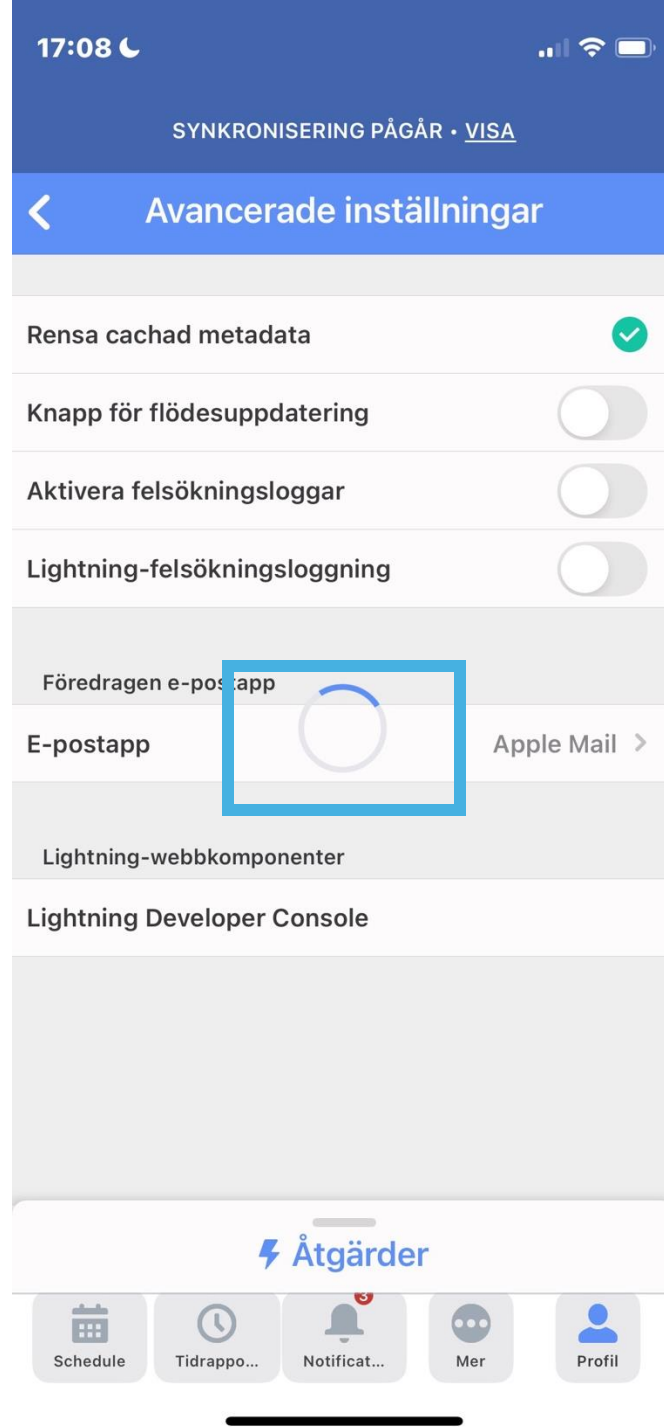 17:08
SYNKRONISERING PÅGÅR • VISA
Avancerade inställningar
Rensa cachad metadata
Knapp för flödesuppdatering
Aktivera felsökningsloggar
Lightning-felsökningsloggning
Föredragen e-postapp
E-postapp Apple Mail
Lightning-webbkomponenter
Lightning Developer Console
Åtgärder
3
Schedule Tidrappo... Notificat... Mer Profil